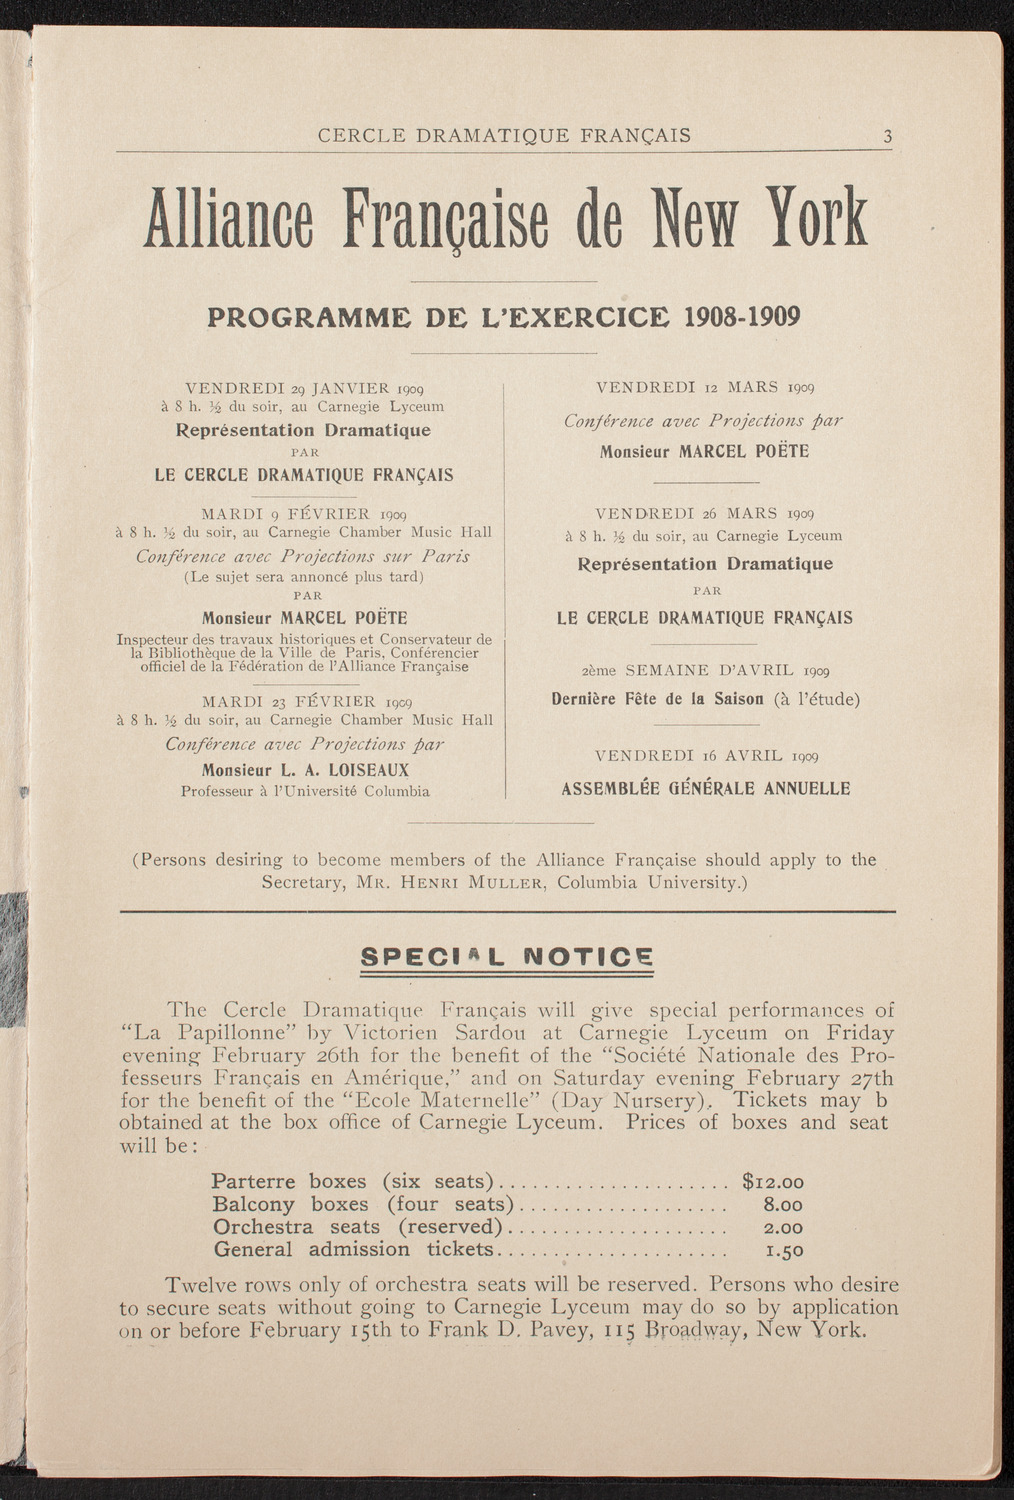 CERCLE DRAMATIQUE FRANÇAIS 3
Alliance Française de New York
PROGRAMME DE L'EXERCICE 1908-1909
VENDREDI 29 JANVIER 1909
à 8 h. ½ du soir, au Carnegie Lyceum
Représentation Dramatique
PAR
LE CERCLE DRAMATIQUE FRANÇAIS
MARDI 9 FÉVRIER 1909
à 8 h. ½ du soir, au Carnegie Chamber Music Hall
Conférence avec Projections sur Paris
(Le sujet sera annoncé plus tard)
PAR
Monsieur MARCEL POËTE
Inspecteur des travaux historiques et Conservateur de
la Bibliothèque de la Ville de Paris, Conférencier
officiel de la Fédération de l'Alliance Française
MARDI 23 FÉVRIER 1909
à 8 h. ½ du soir, au Carnegie Chamber Music Hall
Conférence avec Projections par
Monsieur L. A. LOISEAUX
Professeur à l'Université Columbia
VENDREDI 12 MARS 1909
Conférence avec Projections par
Monsieur MARCEL POËTE
VENDREDI 26 MARS 1909
à 8 h. ½ du soir, au Carnegie Lyceum
Représentation Dramatique
PAR
LE CERCLE DRAMATIQUE FRANÇAIS
2ème SEMAINE D'AVRIL 1909
Dernière Fête de la Saison (à l'étude)
VENDREDI 16 AVRIL 1909
ASSEMBLÉE GÉNÉRALE ANNUELLE
(Persons desiring to become members of the Alliance Française should apply to the
Secretary, MR. HENRI MULLER, Columbia University.)
SPECIAL NOTICE
The Cercle Dramatique Français will give special performances of
"La Papillonne" by Victorien Sardou at Carnegie Lyceum on Friday
evening February 26th for the benefit of the "Société Nationale des Pro-
fesseurs Français en Amérique," and on Saturday evening February 27th
for the benefit of the "Ecole Maternelle" (Day Nursery). Tickets may b
obtained at the box office of Carnegie Lyceum. Prices of boxes and seat
will be:
Parterre boxes (six seats)..................... $12.00
Balcony boxes (four seats)................... 8.00
Orchestra seats (reserved).................... 2.00
General admission tickets...................... 1.50
Twelve rows only of orchestra seats will be reserved. Persons who desire
to secure seats without going to Carnegie Lyceum may do so by application
on or before February 15th to Frank D. Pavey, 115 Broadway, New York.